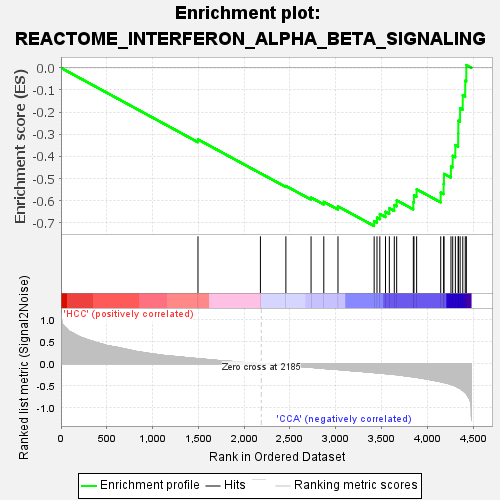 Enrichment plot:
REACTOME_INTERFERON_ALPHA_BETA_SIGNALING
Enrichment score (ES)
0.0
-0.1
-0.2
-0.3
-0.4
-0.5
-0.6
-0.7
Ranked list metric (Signal2Noise)
1.0
0.5
0.0
-0.5
-1.0
'HCC' (positively correlated)
Zero cross at 2185
'CCA' (negatively correlated)
0 500 1,000 1,500 2,000 2,500 3,000 3,500 4,000 4,500
Rank in Ordered Dataset
Enrichment profile Hits Ranking metric scores